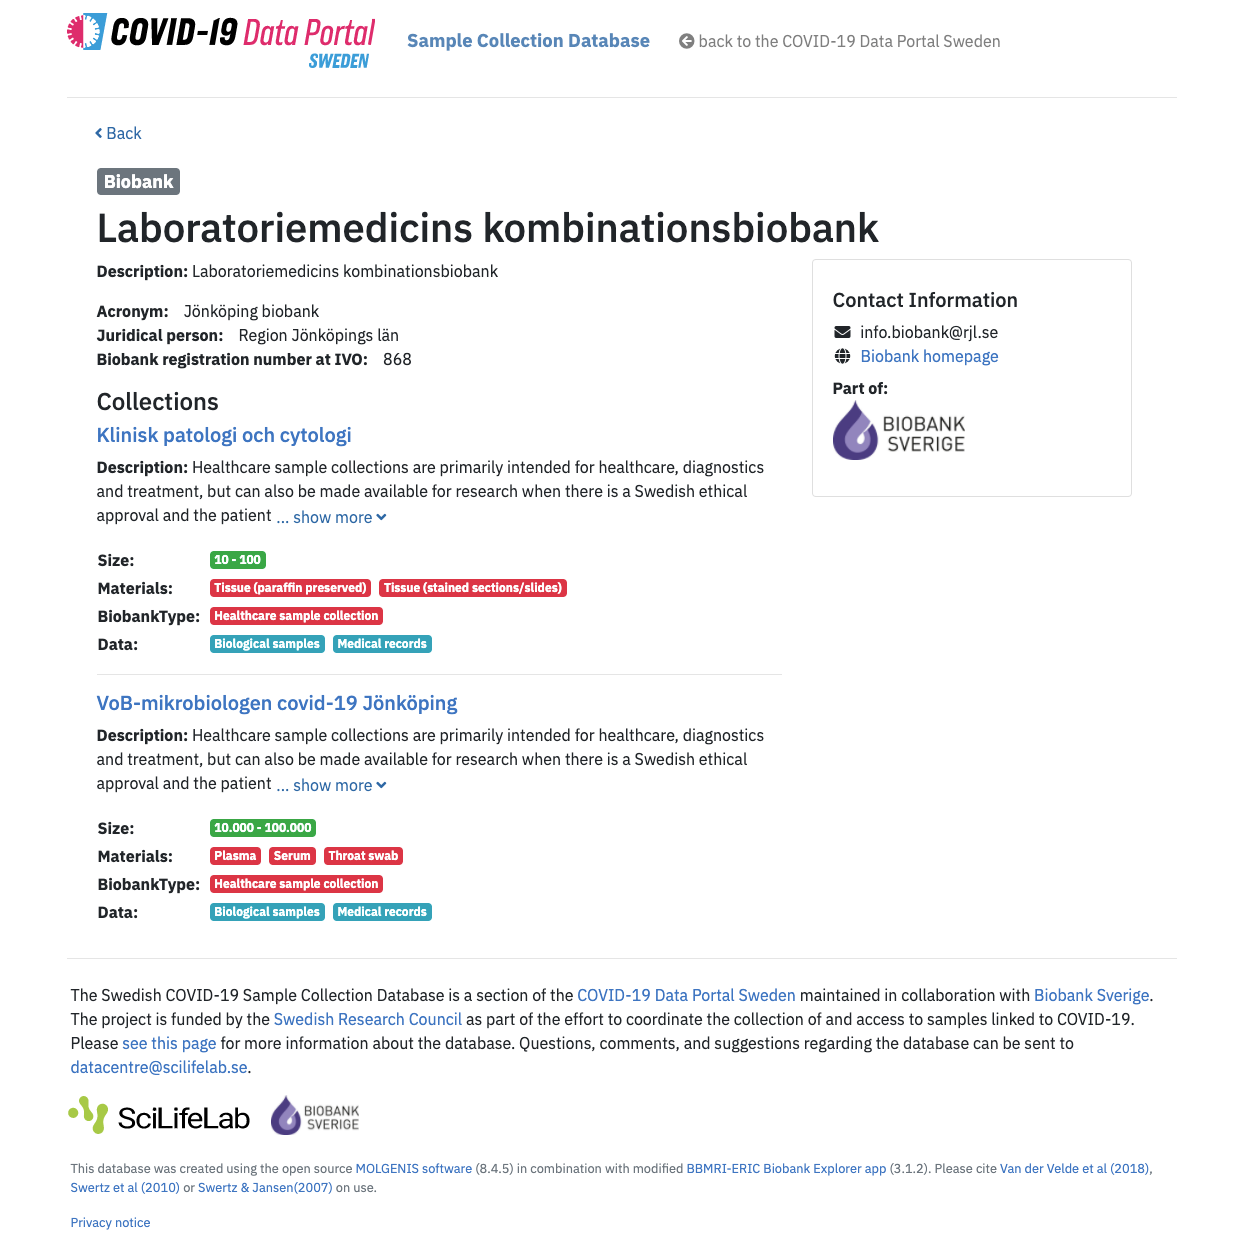 COVID-19 Data Portal
SWEDEN
Sample Collection Database
back to the COVID-19 Data Portal Sweden
Back
Biobank
Laboratoriemedicins kombinationsbiobank
Description: Laboratoriemedicins kombinationsbiobank
Acronym: Jönköping biobank
Juridical person: Region Jönköpings län
Biobank registration number at IVO: 868
Collections
Klinisk patologi och cytologi
Description: Healthcare sample collections are primarily intended for healthcare, diagnostics
and treatment, but can also be made available for research when there is a Swedish ethical
approval and the patient ... show more
Size: 10 - 100
Materials: Tissue (paraffin preserved) Tissue (stained sections/slides)
BiobankType: Healthcare sample collection
Data: Biological samples Medical records
VoB-mikrobiologen covid-19 Jönköping
Description: Healthcare sample collections are primarily intended for healthcare, diagnostics
and treatment, but can also be made available for research when there is a Swedish ethical
approval and the patient ... show more
Size: 10.000 - 100.000
Materials: Plasma Serum Throat swab
BiobankType: Healthcare sample collection
Data: Biological samples Medical records
Contact Information
info.biobank@rjl.se
Biobank homepage
Part of:
BIOBANK
SVERIGE
The Swedish COVID-19 Sample Collection Database is a section of the COVID-19 Data Portal Sweden maintained in collaboration with Biobank Sverige.
The project is funded by the Swedish Research Council as part of the effort to coordinate the collection of and access to samples linked to COVID-19.
Please see this page for more information about the database. Questions, comments, and suggestions regarding the database can be sent to
datacentre@scilifelab.se.
SciLifeLab
BIOBANK
SVERIGE
This database was created using the open source MOLGENIS software (8.4.5) in combination with modified BBMRI-ERIC Biobank Explorer app (3.1.2). Please cite Van der Velde et al (2018),
Swertz et al (2010) or Swertz & Jansen(2007) on use.
Privacy notice